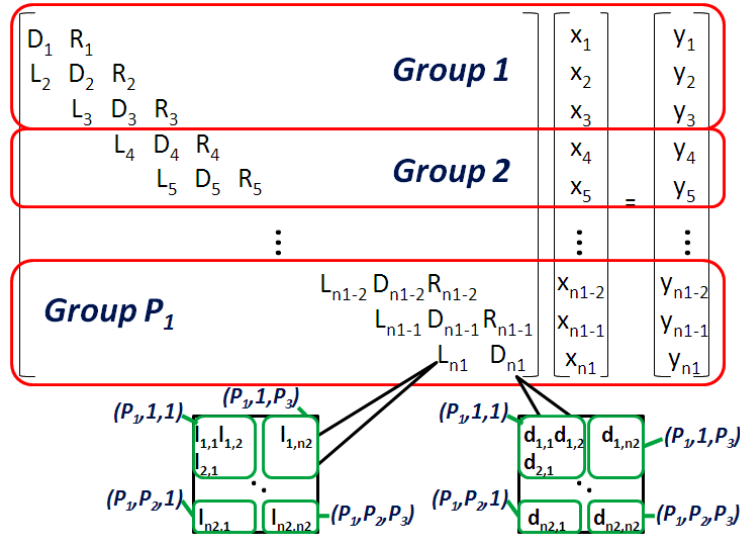 D1 R1 x1 y1
L2 D2 R2 Group 1 x2 y2
L3 D3 R3 x3 y3
L4 D4 R4 x4 y4
L5 D5 R5 Group 2 x5 = y5
⋮ ⋮ ⋮
Ln1-2 Dn1-2 Rn1-2 xn1-2 yn1-2
Group P1 Ln1-1 Dn1-1 Rn1-1 xn1-1 yn1-1
Ln1 Dn1 xn1 yn1
(P1,1,1) (P1,1,P3) (P1,1,1)
l1,1 l1,2 l1,n2 d1,1 d1,2 d1,n2 (P1,1,P3)
l2,1 d2,1
(P1,P2,1) ⋱ (P1,P2,1) ⋱
ln2,1 ln2,n2 (P1,P2,P3) dn2,1 dn2,n2 (P1,P2,P3)